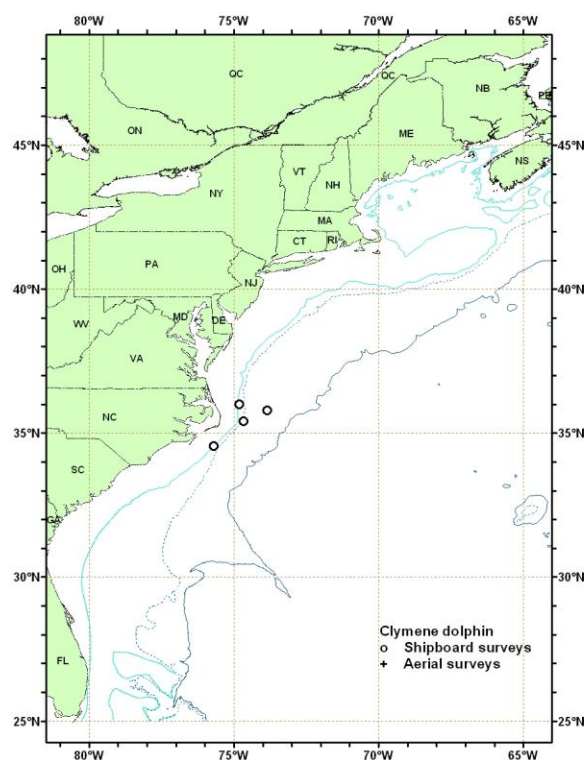 80°W 75°W 70°W 65°W
QC
QC
NB
PE
ON
ME
45°N 45°N
NS
VT
NH
NY
MA
CT RI
OH
PA
40°N NJ 40°N
MD DE
WV
VA
NC
35°N 35°N
SC
GA
30°N 30°N
Clymene dolphin
o Shipboard surveys
+ Aerial surveys
FL
25°N 25°N
80°W 75°W 70°W 65°W